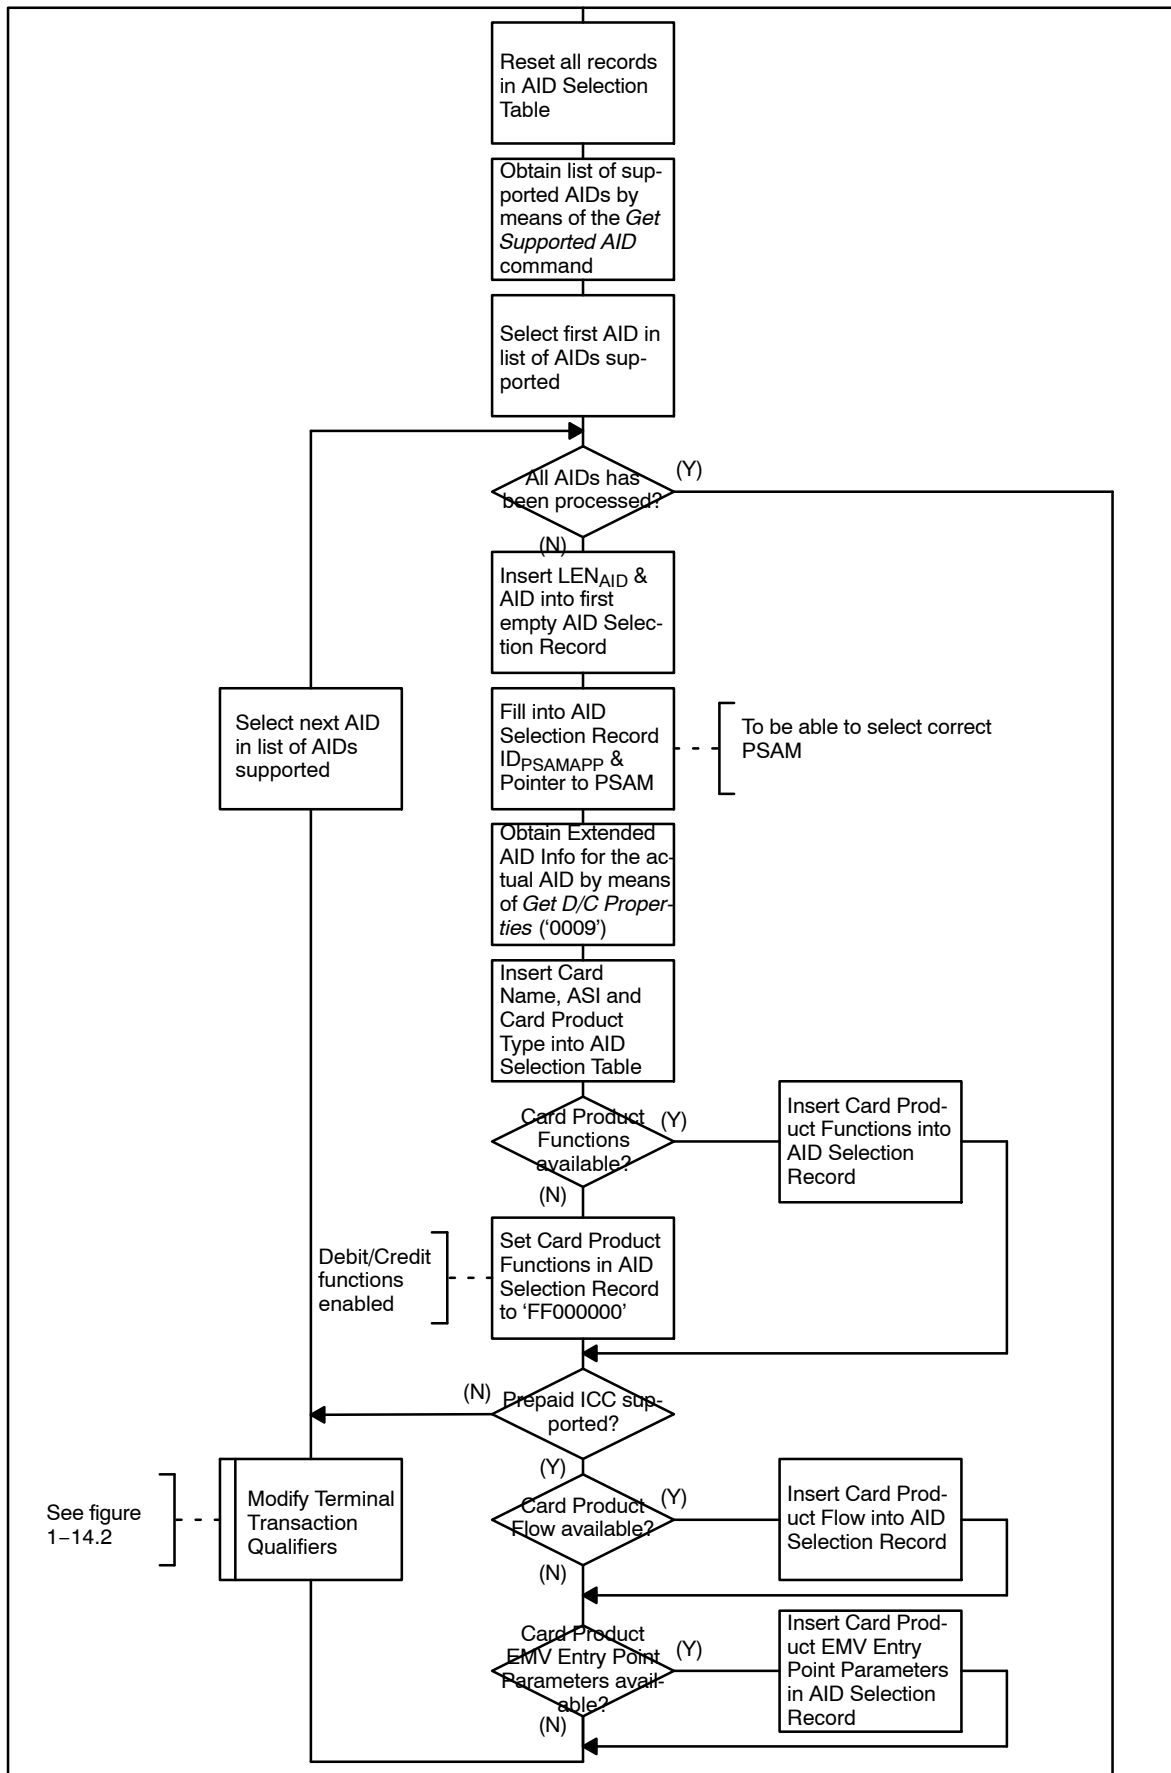 Reset all records
in AID Selection
Table
Obtain list of sup-
ported AIDs by
means of the Get
Supported AID
command
Select first AID in
list of AIDs sup-
ported
All AIDs has
been processed?
(Y)
(N)
Insert LENAID &
AID into first
empty AID Selec-
tion Record
Select next AID
in list of AIDs
supported
Fill into AID
Selection Record
IDPSAMAPP &
Pointer to PSAM
To be able to select correct
PSAM
Obtain Extended
AID Info for the ac-
tual AID by means
of Get D/C Proper-
ties (‘0009’)
Insert Card
Name, ASI and
Card Product
Type into AID
Selection Table
Card Product
Functions
available?
(Y)
(N)
Insert Card Prod-
uct Functions into
AID Selection
Record
Debit/Credit
functions
enabled
Set Card Product
Functions in AID
Selection Record
to ‘FF000000’
(N)
Prepaid ICC sup-
ported?
(Y)
See figure
1–14.2
Modify Terminal
Transaction
Qualifiers
Card Product
Flow available?
(Y)
(N)
Insert Card Prod-
uct Flow into AID
Selection Record
Card Product
EMV Entry Point
Parameters avail-
able?
(Y)
(N)
Insert Card Prod-
uct EMV Entry
Point Parameters
in AID Selection
Record